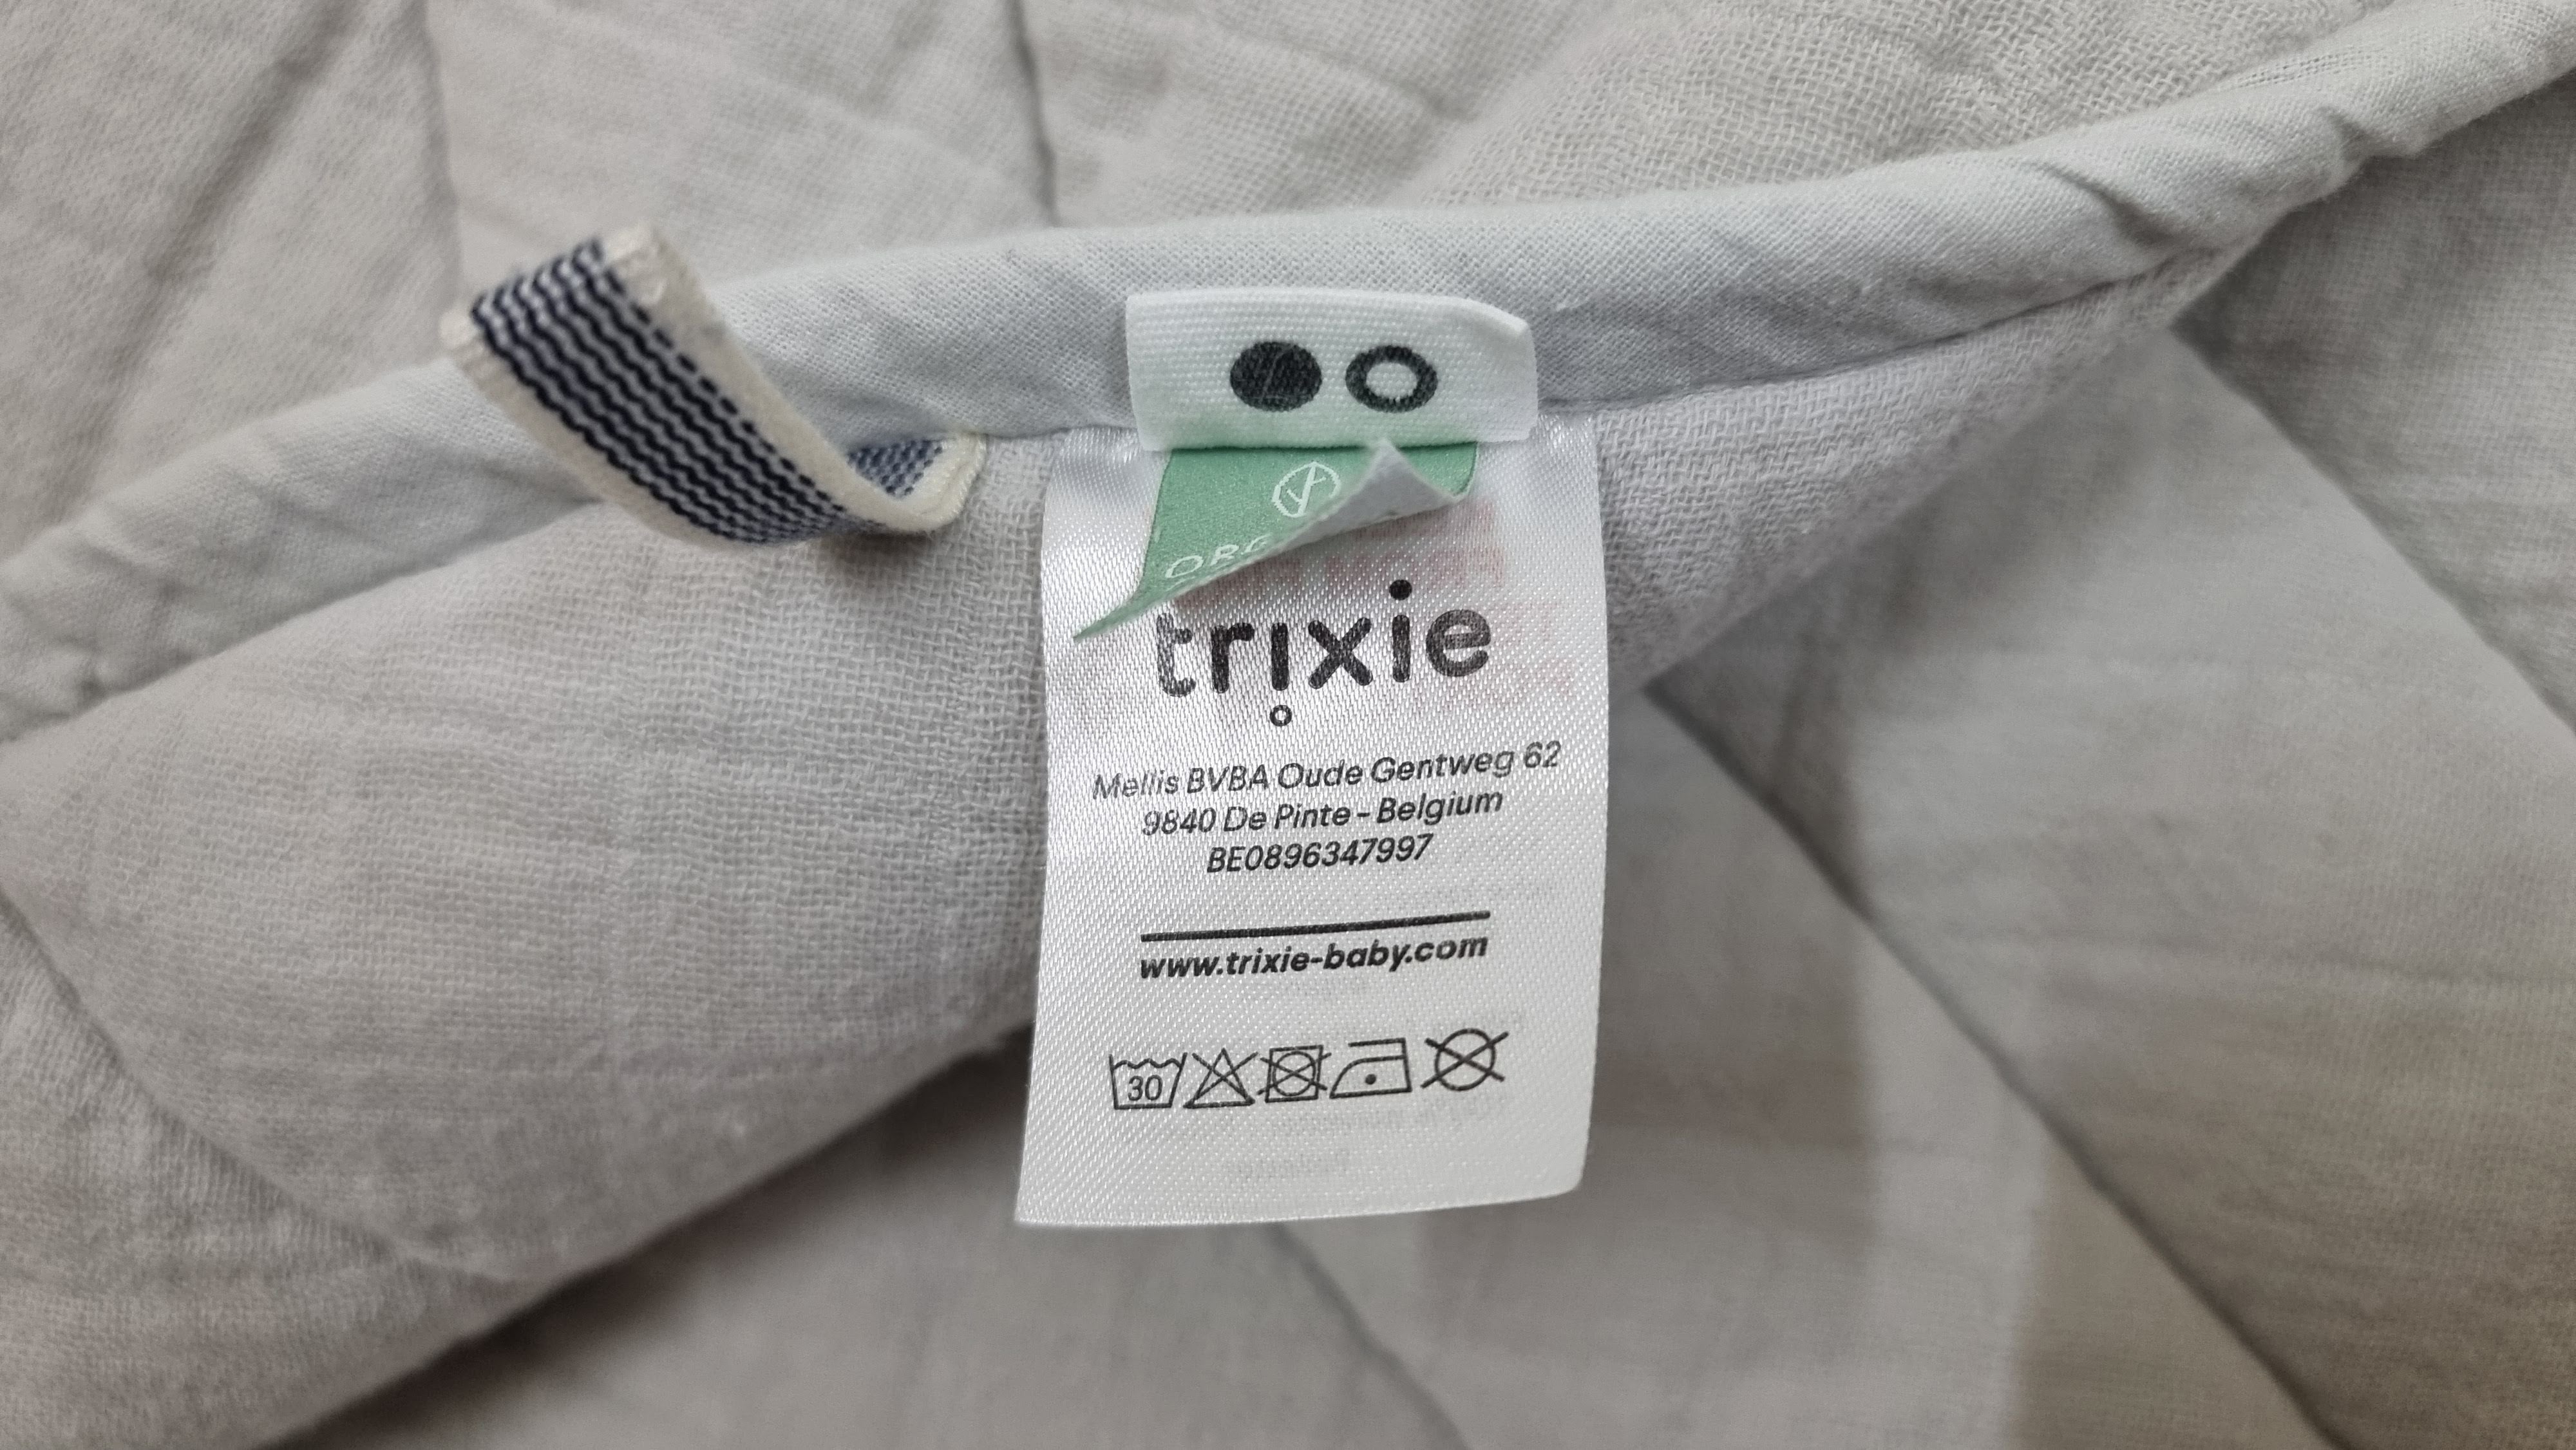 trixie
Mellis BVBA Oude Gentweg 62
9840 De Pinte - Belgium
BE0896347997
www.trixie-baby.com
30